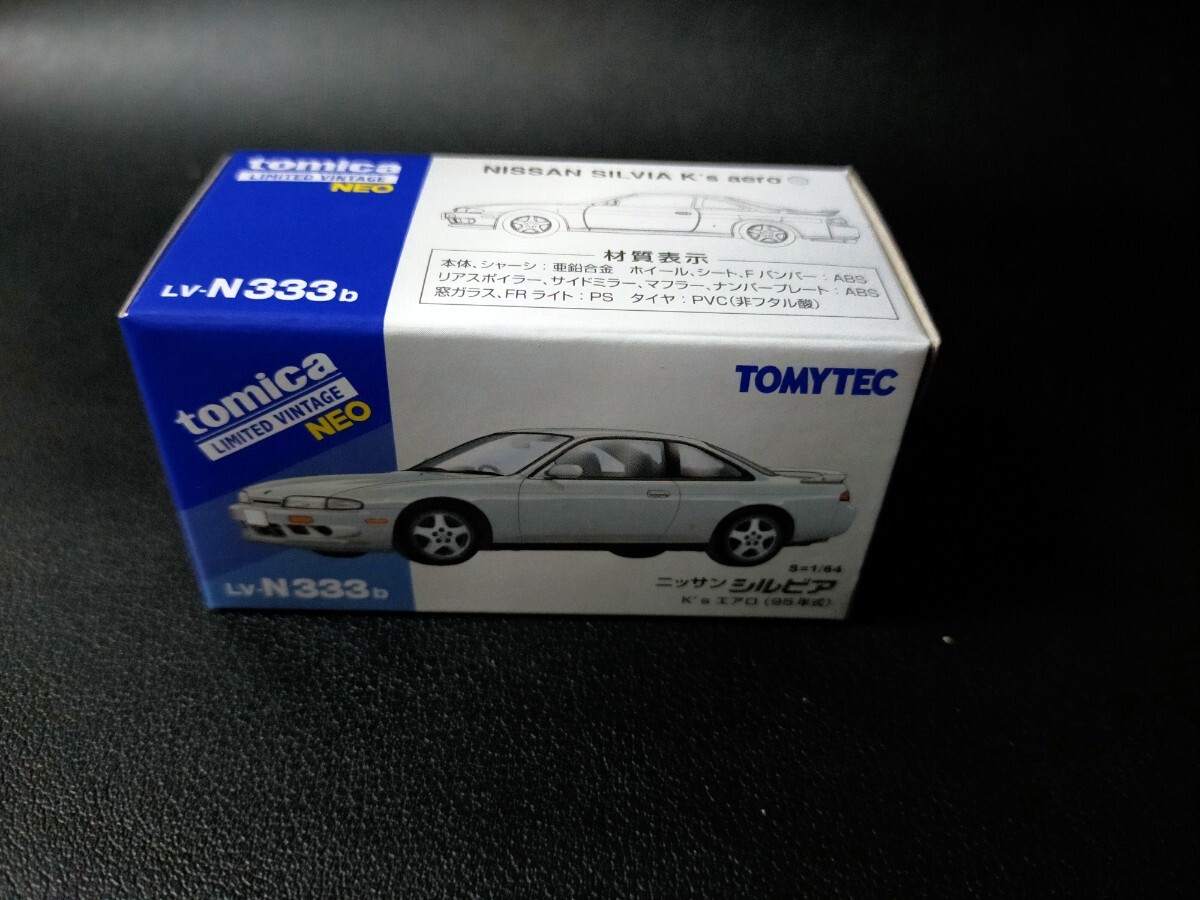 tomica
LIMITED VINTAGE
NEO
LV-N333b
NISSAN SILVIA K's aero
材質表示
本体、シャーシ：亜鉛合金 ホイール、シート、Fバンパー：ABS
リアスポイラー、サイドミラー、マフラー、ナンバープレート：ABS
窓ガラス、FRライト：PS タイヤ：PVC(非フタル酸)
tomica
LIMITED VINTAGE
NEO
TOMYTEC
LV-N333b
S=1/64
ニッサン シルビア
K's エアロ (95年式)